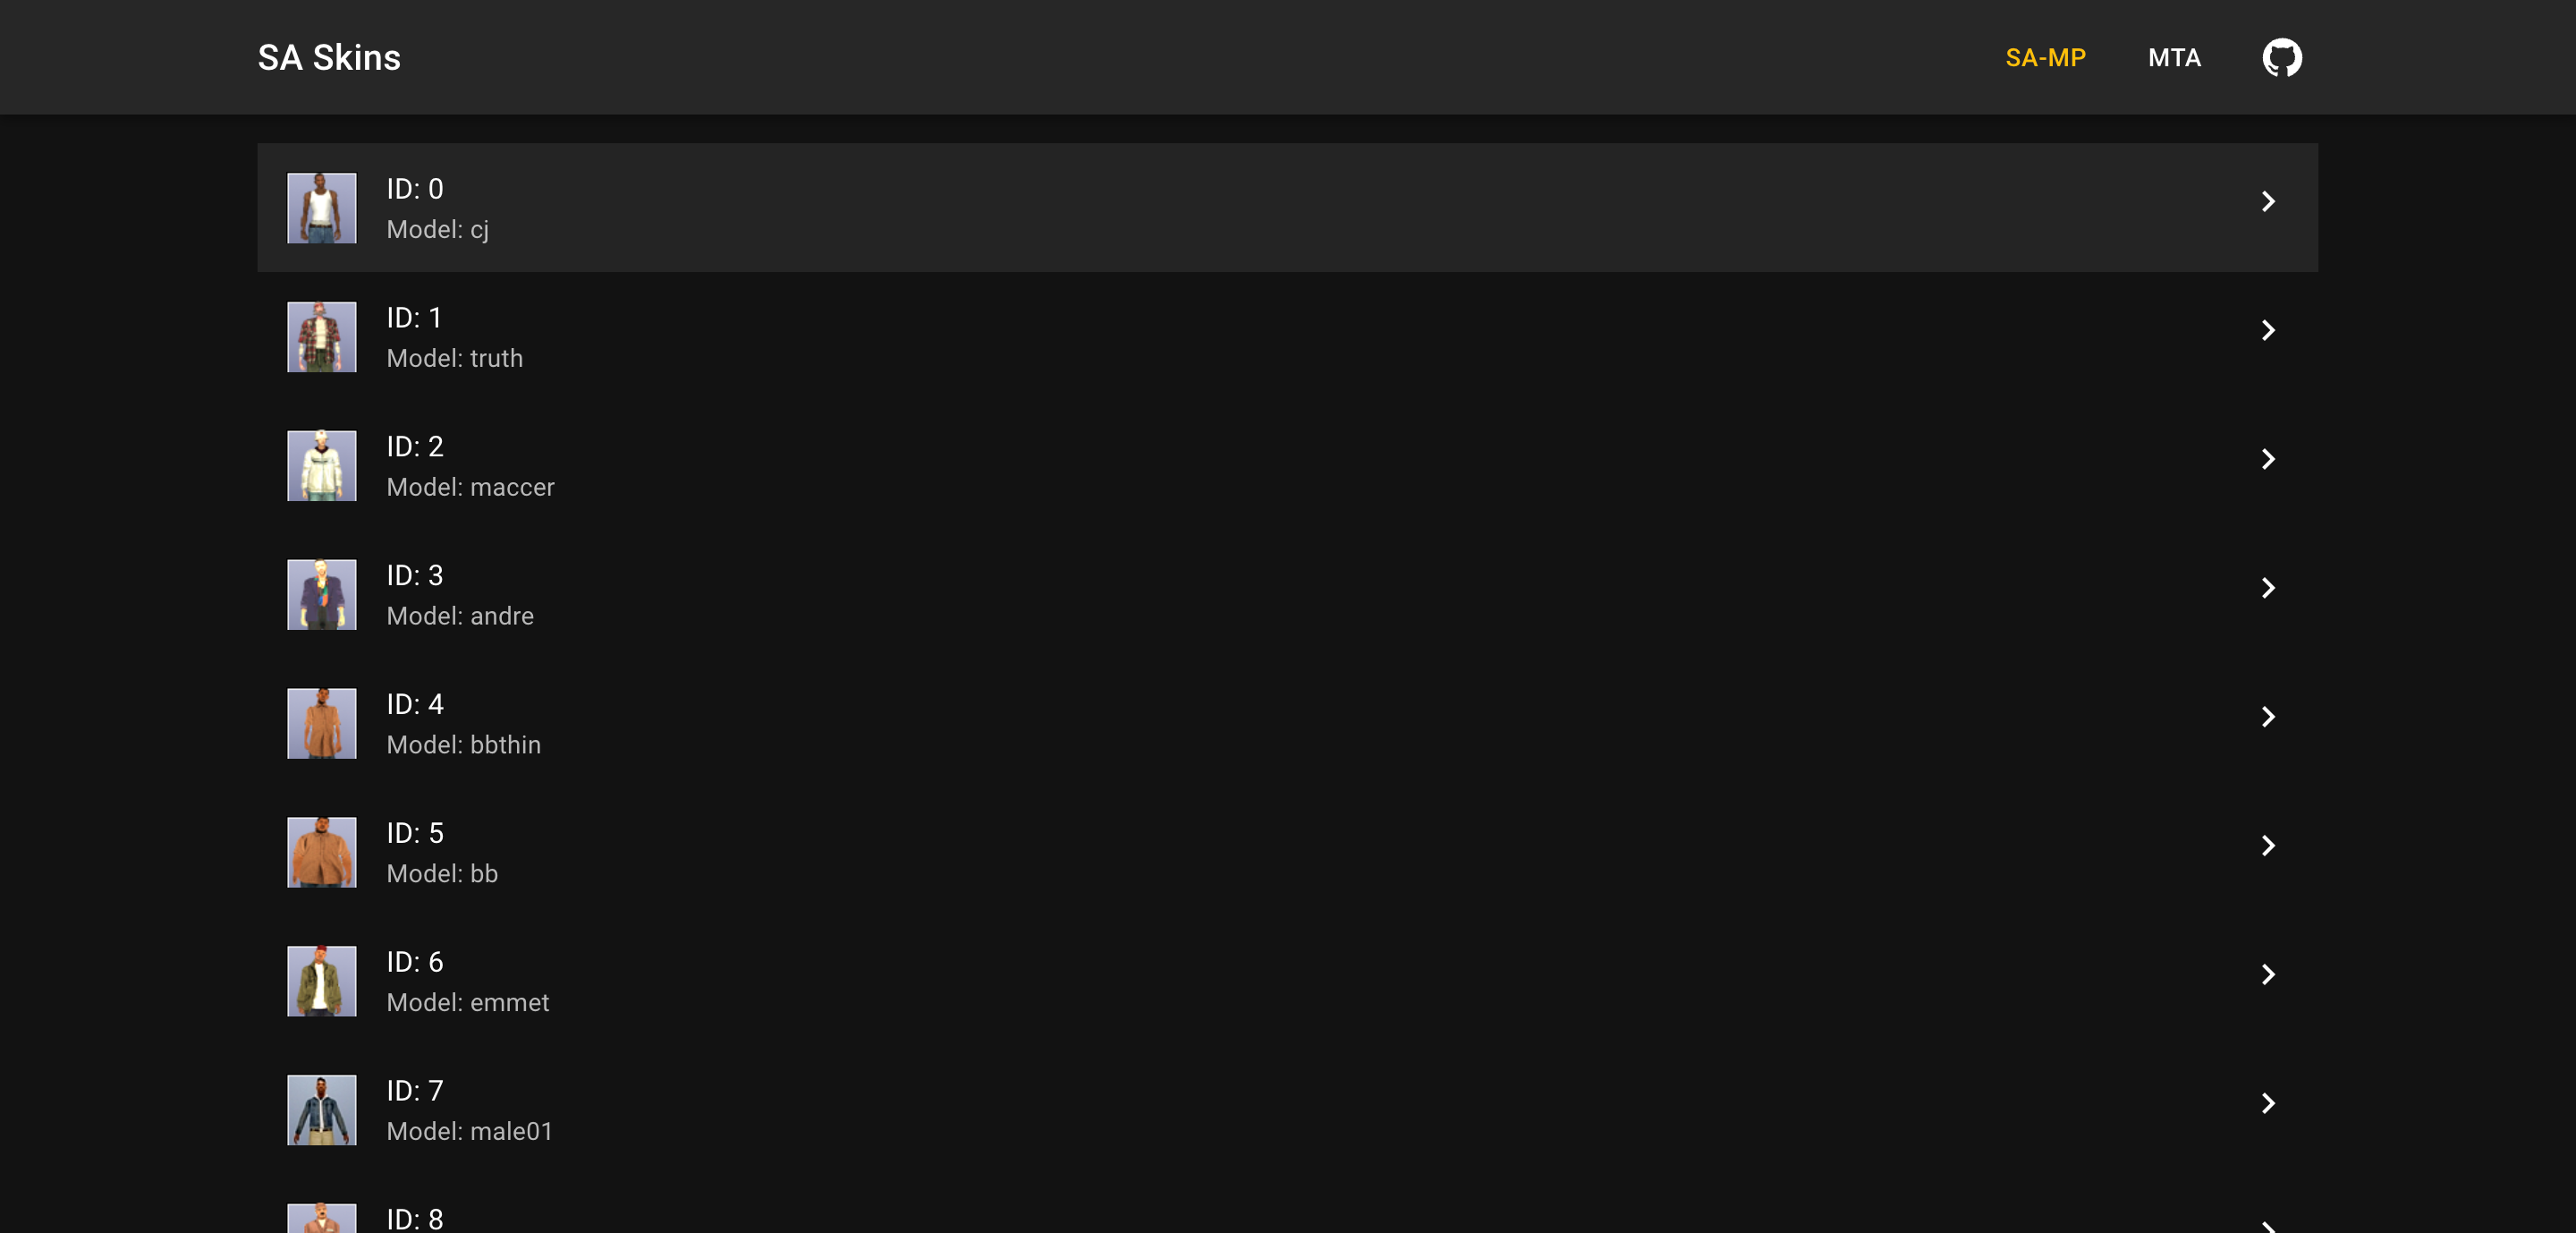 SA Skins
SA-MP
MTA
ID: 0
Model: cj
ID: 1
Model: truth
ID: 2
Model: maccer
ID: 3
Model: andre
ID: 4
Model: bbthin
ID: 5
Model: bb
ID: 6
Model: emmet
ID: 7
Model: male01
ID: 8